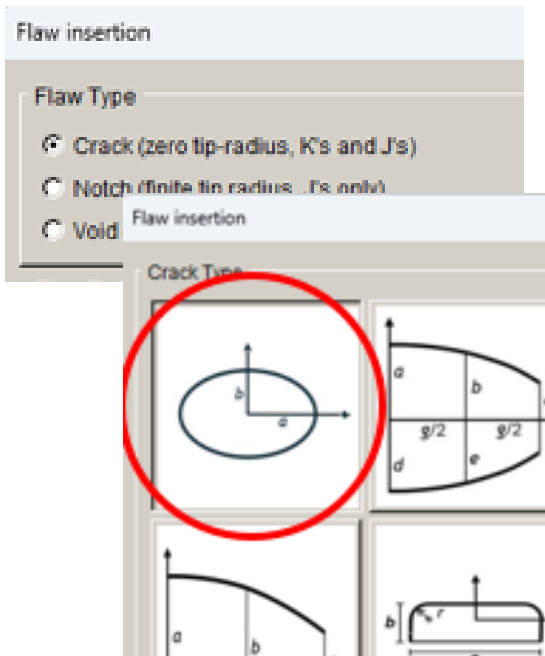 Flaw insertion
Flaw Type
Crack (zero tip-radius, K's and J's)
Notch (finite tip radius, J's only)
Void
Flaw insertion
Crack Type
b
a
a
b
g/2
g/2
d
e
a
b
b
r